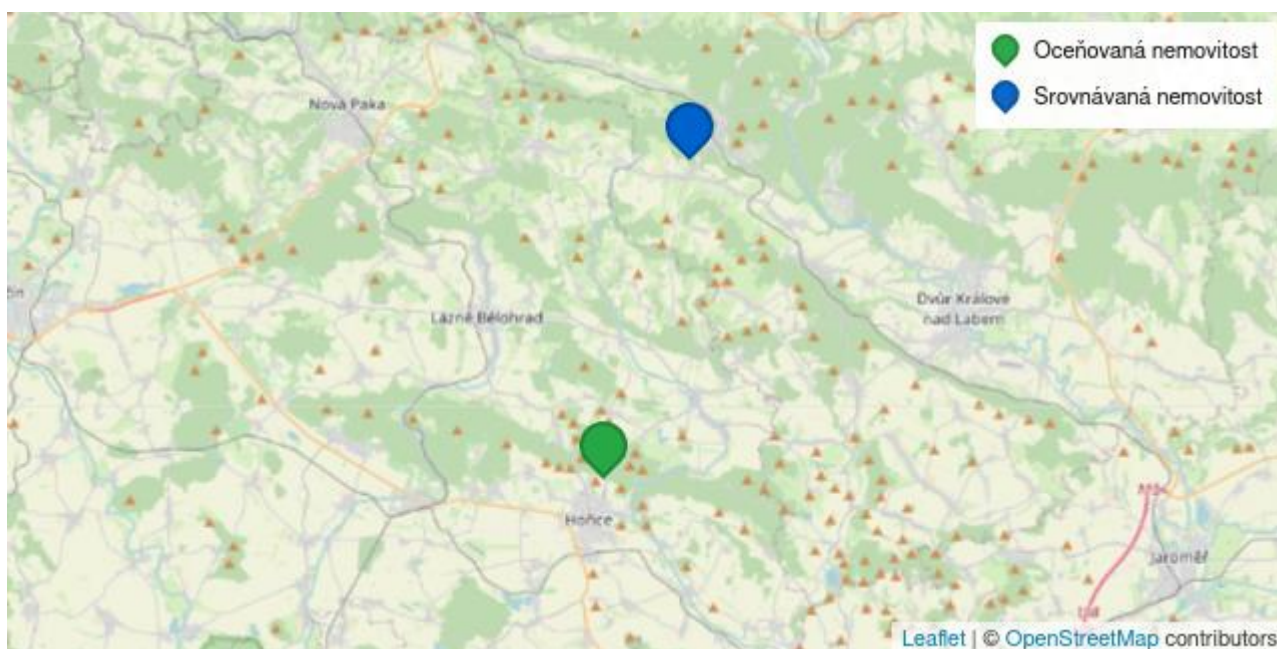 Oceňovaná nemovitost
Srovnávaná nemovitost
Nová Paka
Dvůr Králové
nad Labem
Lázně Bělohrad
Hořice
Jaroměř
Leaflet | © OpenStreetMap contributors